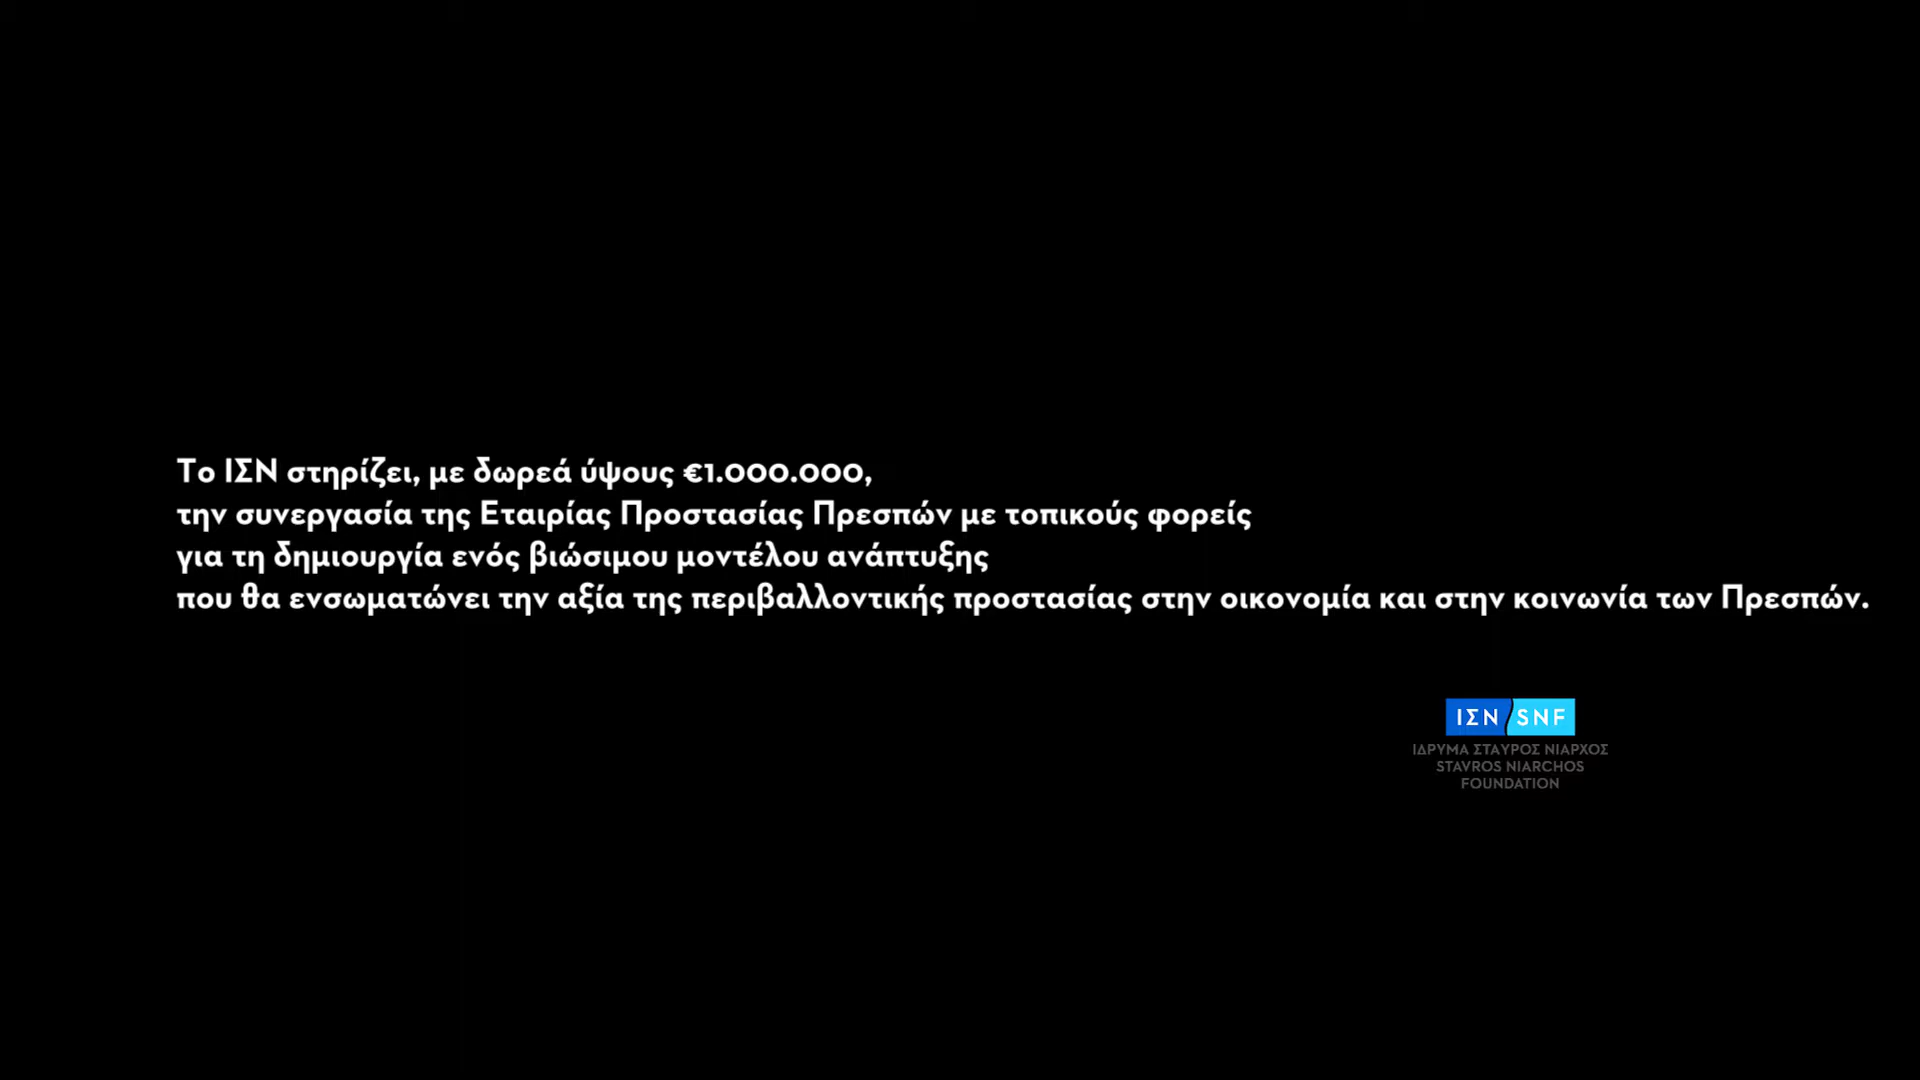 Το ΙΣΝ στηρίζει, με δωρεά ύψους €1.000.000,
την συνεργασία της Εταιρίας Προστασίας Πρεσπών με τοπικούς φορείς
για τη δημιουργία ενός βιώσιμου μοντέλου ανάπτυξης
που θα ενσωματώνει την αξία της περιβαλλοντικής προστασίας στην οικονομία και στην κοινωνία των Πρεσπών.
ΙΣΝ SNF
ΙΔΡΥΜΑ ΣΤΑΥΡΟΣ ΝΙΑΡΧΟΣ
STAVROS NIARCHOS
FOUNDATION